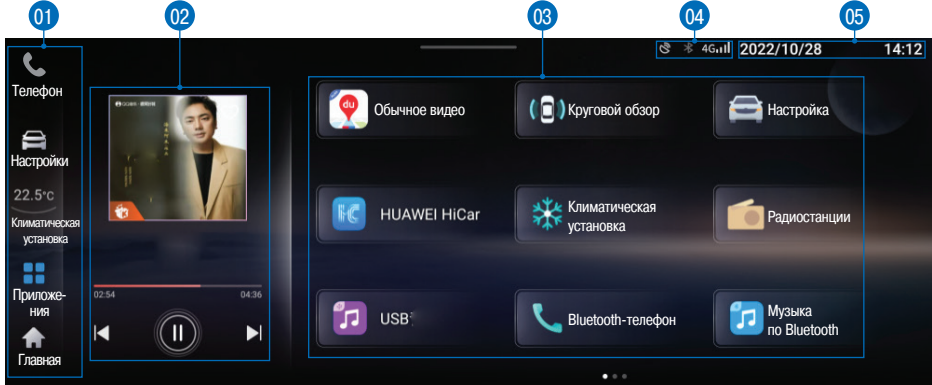 01
02
03
04
05
4G
2022/10/28
14:12
Телефон
Настройки
22.5°C
Климатическая
установка
Приложе-
ния
Главная
02:54
04:36
du
Обычное видео
Круговой обзор
Настройка
HC
HUAWEI HiCar
Климатическая
установка
Радиостанции
USB
Bluetooth-телефон
Музыка
по Bluetooth